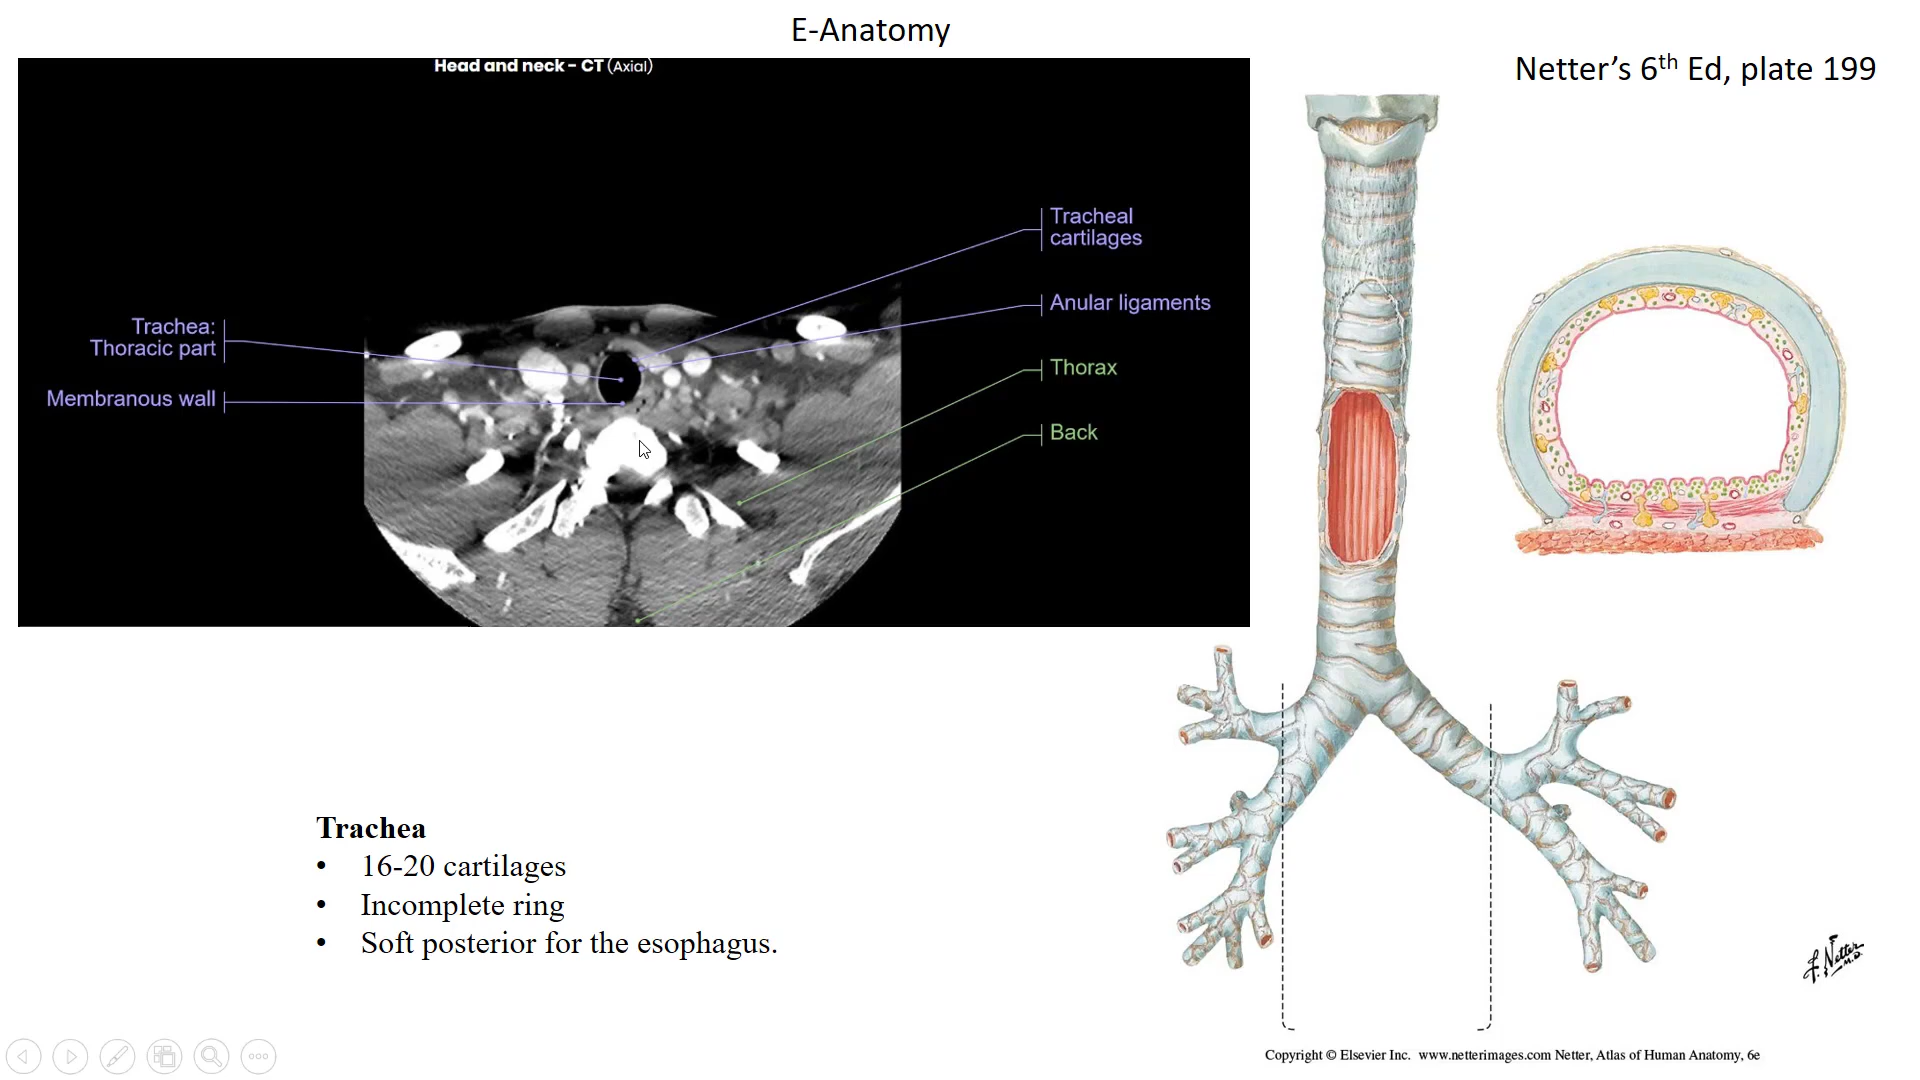 E-Anatomy
Netter’s 6th Ed, plate 199
Head and neck - CT (Axial)
Tracheal
cartilages
Anular ligaments
Trachea:
Thoracic part
Thorax
Membranous wall
Back
Trachea
• 16-20 cartilages
• Incomplete ring
• Soft posterior for the esophagus.
F. Netter
M.D.
Copyright © Elsevier Inc. www.netterimages.com Netter, Atlas of Human Anatomy, 6e